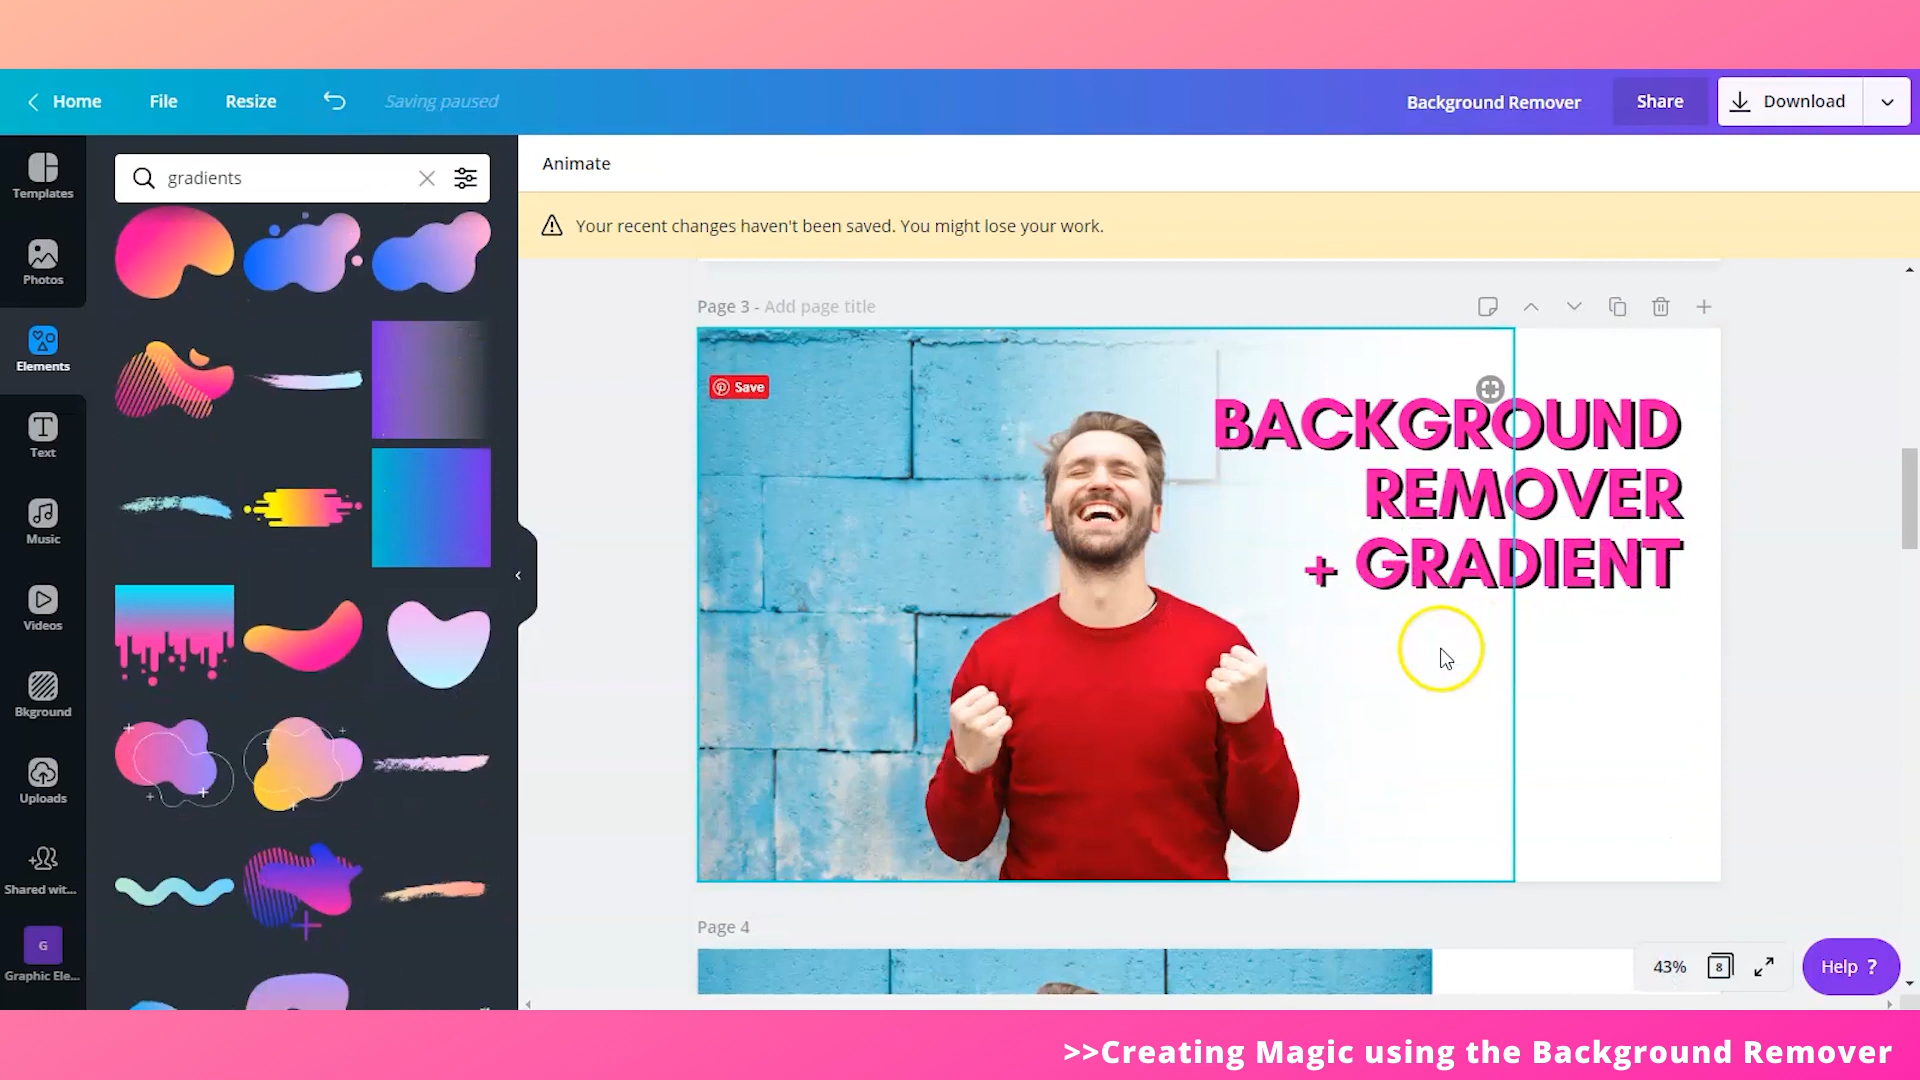 Home
File
Resize
Saving paused
Background Remover
Share
Download
Templates
Photos
Elements
Text
Music
Videos
Bkground
Uploads
Shared wit...
G
Graphic Ele...
gradients
Animate
Your recent changes haven't been saved. You might lose your work.
Page 3 - Add page title
Save
BACKGROUND
REMOVER
+ GRADIENT
Page 4
43%
8
Help ?
>>Creating Magic using the Background Remover